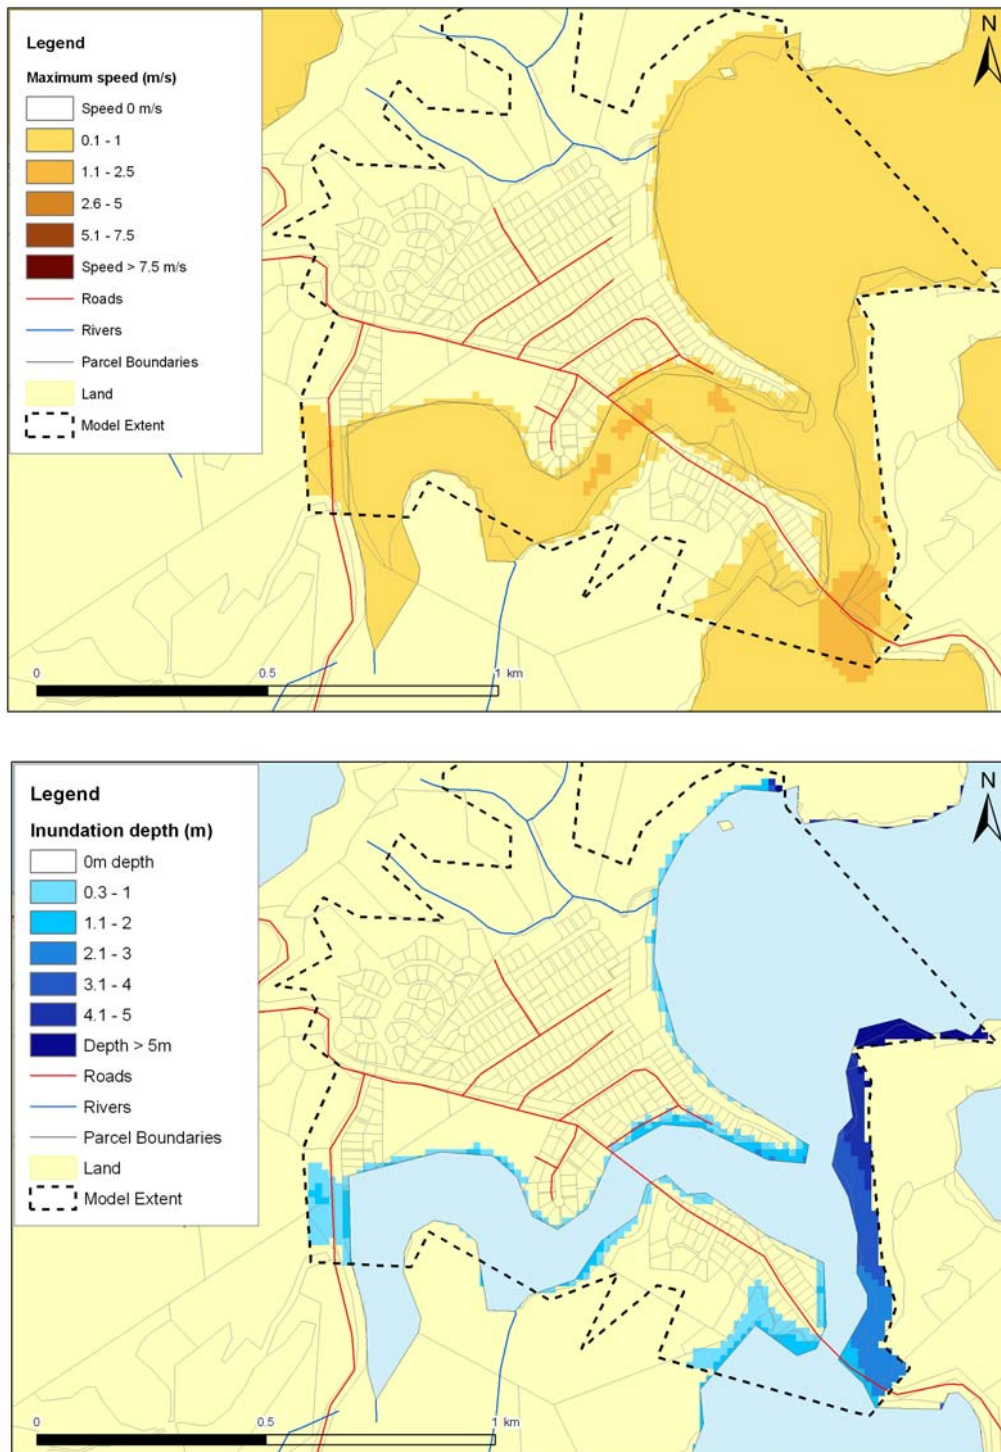 N
Legend
Maximum speed (m/s)
Speed 0 m/s
0.1 - 1
1.1 - 2.5
2.6 - 5
5.1 - 7.5
Speed > 7.5 m/s
Roads
Rivers
Parcel Boundaries
Land
Model Extent
0 0.5 1 km
N
Legend
Inundation depth (m)
0m depth
0.3 - 1
1.1 - 2
2.1 - 3
3.1 - 4
4.1 - 5
Depth > 5m
Roads
Rivers
Parcel Boundaries
Land
Model Extent
0 0.5 1 km